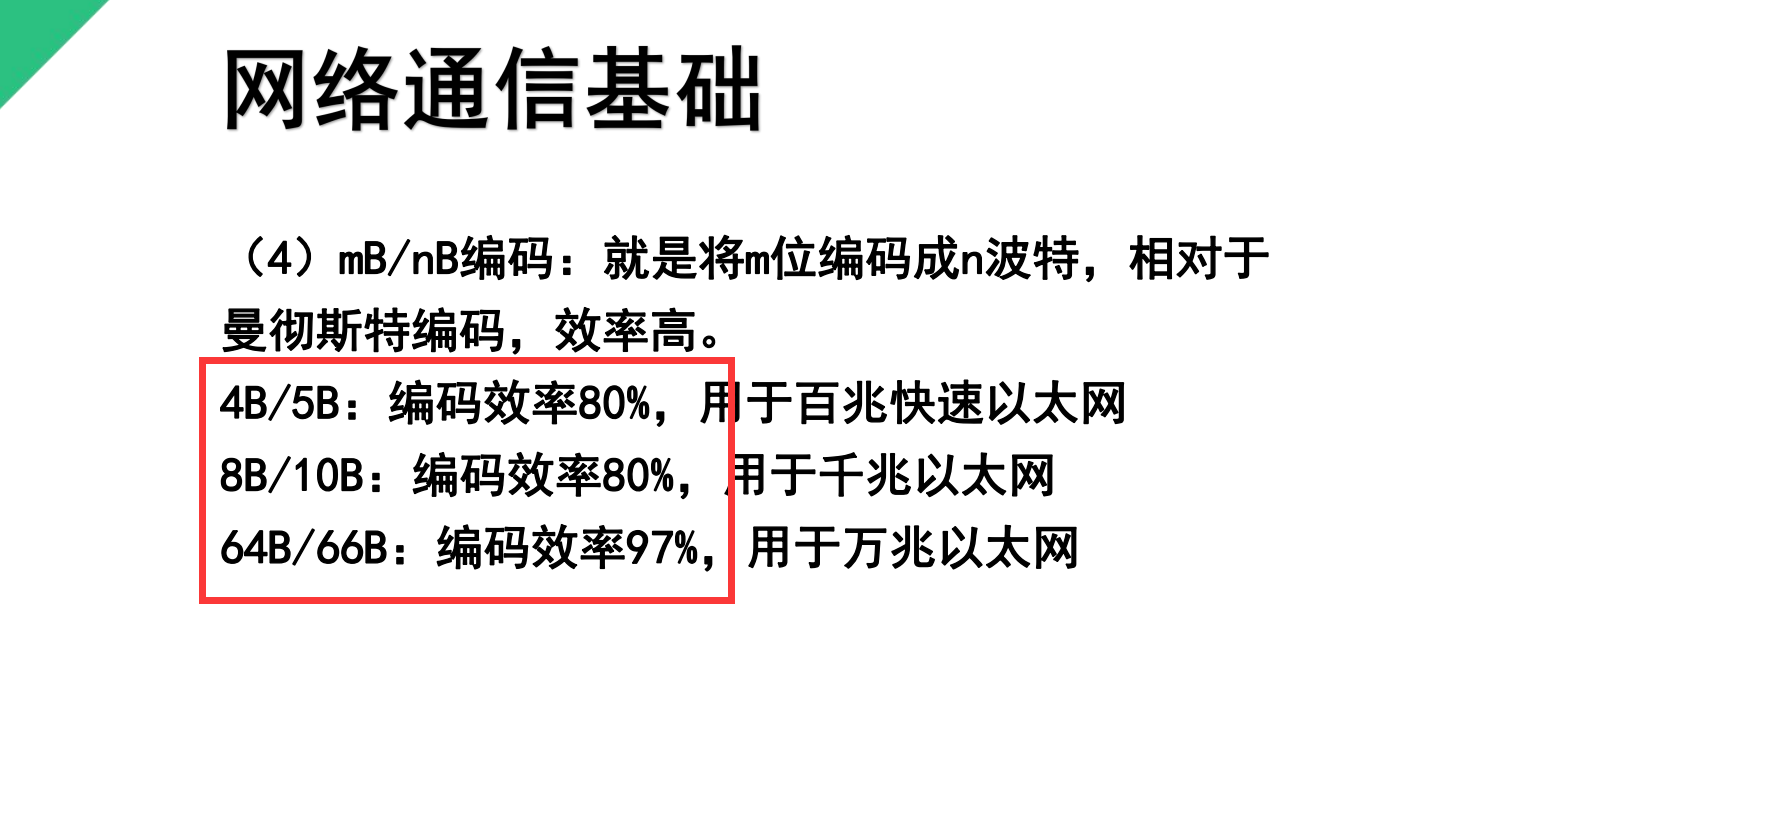 网络通信基础
（4）mB/nB编码：就是将m位编码成n波特，相对于
曼彻斯特编码，效率高。
4B/5B：编码效率80%，用于百兆快速以太网
8B/10B：编码效率80%，用于千兆以太网
64B/66B：编码效率97%，用于万兆以太网